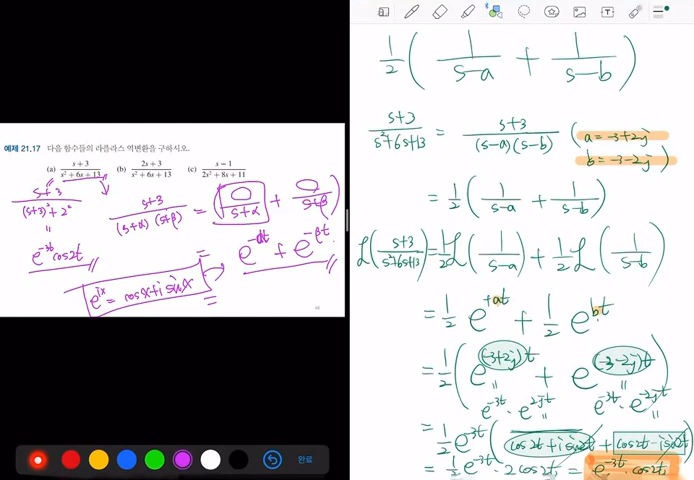 예제 21.17 다음 함수들의 라플라스 역변환을 구하시오.
(a) s+3 / s²+6s+13 (b) 2s+3 / s²+6s+13 (c) s−1 / 2s²+8s+11
s+3 / (s+3)²+2²
s+3 / (s+α)(s+β) = ○ / s+α + ○ / s+β
"
e^-3t cos2t
= e^-αt + e^-βt.
e^ix = cosx+i sinx
완료
1/2 ( 1 / s-a + 1 / s-b )
s+3 / s²+6s+13 = s+3 / (s-a)(s-b) ( a = -3+2j
b = -3-2j )
= 1/2 ( 1 / s-a + 1 / s-b )
ℒ( s+3 / s²+6s+13 ) = 1/2 ℒ ( 1 / s-a ) + 1/2 ℒ ( 1 / s-b )
= 1/2 e^+at + 1/2 e^bt
= 1/2 ( e^(-3+2j)t + e^(-3-2j)t )
" "
e^-3t · e^2jt e^-3t · e^-2jt
" "
= 1/2 e^-3t ( cos2t+isin2t + cos2t-isin2t
= 1/2 e^-3t · 2cos2t = e^-3t · cos2t